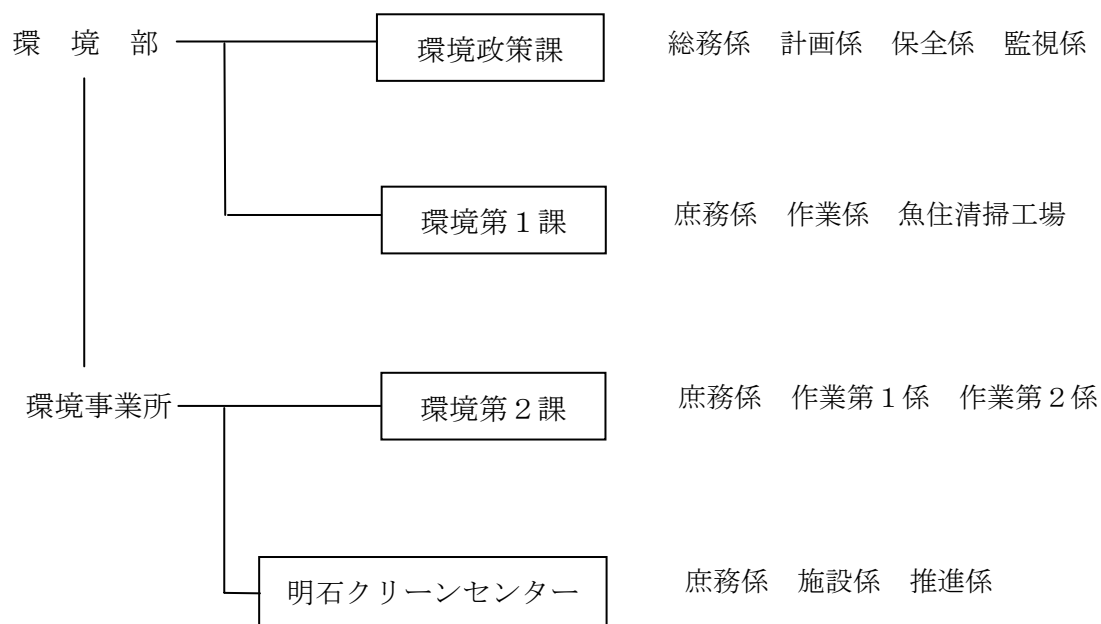 環　境　部　環境政策課　総務係　計画係　保全係　監視係
環境第１課　庶務係　作業係　魚住清掃工場
環境事業所　環境第２課　庶務係　作業第１係　作業第２係
明石クリーンセンター　庶務係　施設係　推進係